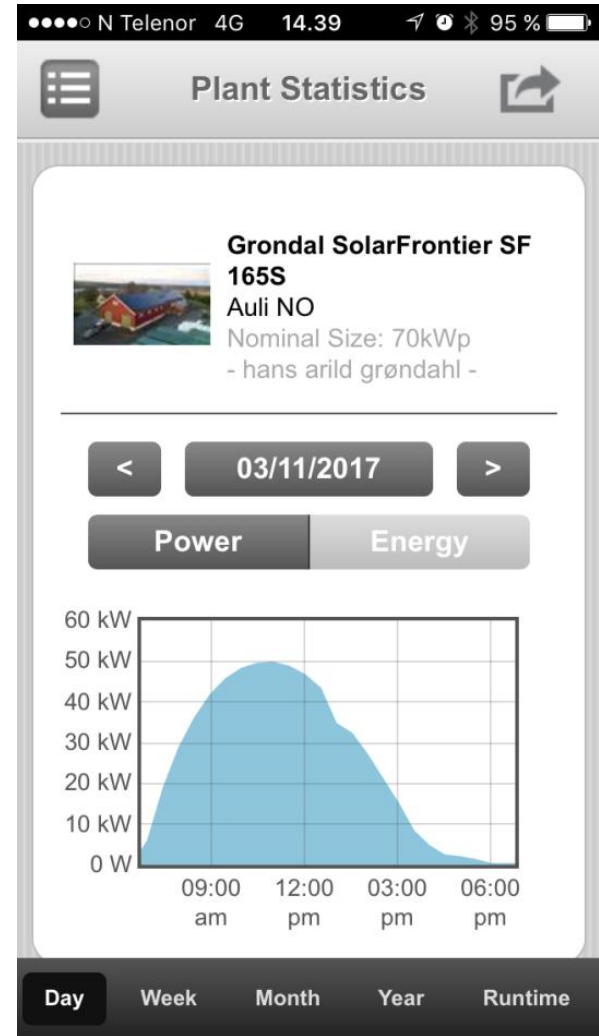 N Telenor 4G 14.39 95 %
Plant Statistics
Grondal SolarFrontier SF
165S
Auli NO
Nominal Size: 70kWp
- hans arild grøndahl -
< 03/11/2017 >
Power Energy
60 kW
50 kW
40 kW
30 kW
20 kW
10 kW
0 W
09:00 12:00 03:00 06:00
am pm pm pm
Day Week Month Year Runtime